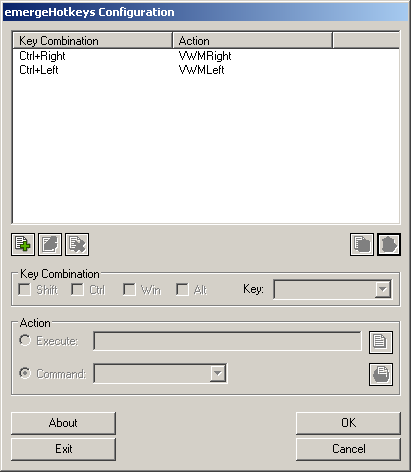 emergeHotkeys Configuration
Key Combination Action
Ctrl+Right VWMRight
Ctrl+Left VWMLeft
Key Combination
Shift Ctrl Win Alt Key:
Action
Execute:
Command:
About OK
Exit Cancel